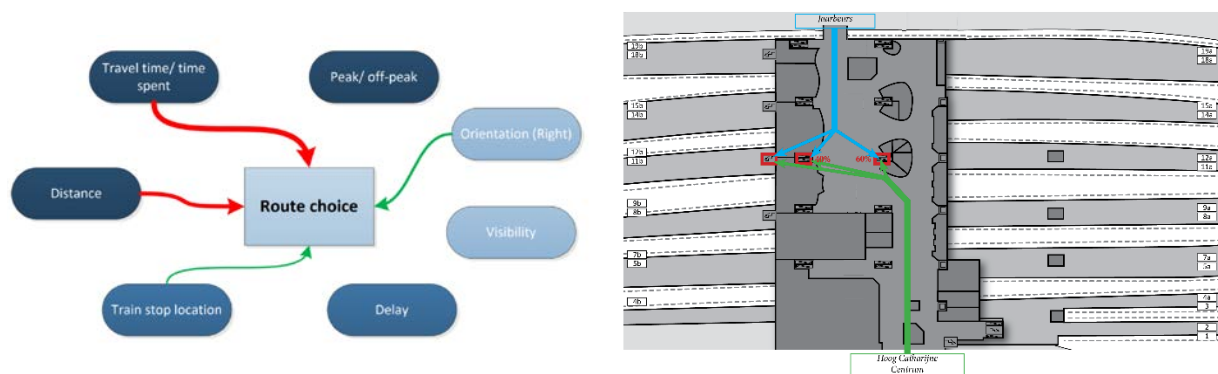 Travel time/ time
spent
Peak/ off-peak
Orientation (Right)
Distance
Route choice
Visibility
Train stop location
Delay
Jaarbeurs
19b
18b
19a
18a
15b
14b
15a
14a
12b
11b
40%
60%
12a
11a
9b
8b
9a
8a
7b
5b
7a
5a
4b
4a
3
2
1
Hoog Catharijne
Centrum